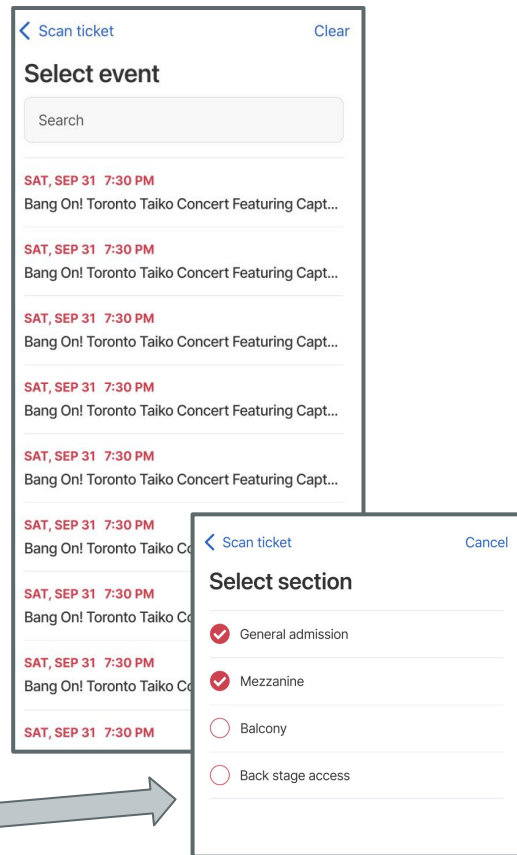 Scan ticket Clear
Select event
Search
SAT, SEP 31 7:30 PM
Bang On! Toronto Taiko Concert Featuring Capt...
SAT, SEP 31 7:30 PM
Bang On! Toronto Taiko Concert Featuring Capt...
SAT, SEP 31 7:30 PM
Bang On! Toronto Taiko Concert Featuring Capt...
SAT, SEP 31 7:30 PM
Bang On! Toronto Taiko Concert Featuring Capt...
SAT, SEP 31 7:30 PM
Bang On! Toronto Taiko Concert Featuring Capt...
SAT, SEP 31 7:30 PM
Bang On! Toronto Taiko
SAT, SEP 31 7:30 PM
Bang On! Toronto Taiko
SAT, SEP 31 7:30 PM
Bang On! Toronto Taiko
SAT, SEP 31 7:30 PM
Scan ticket Cancel
Select section
General admission
Mezzanine
Balcony
Back stage access